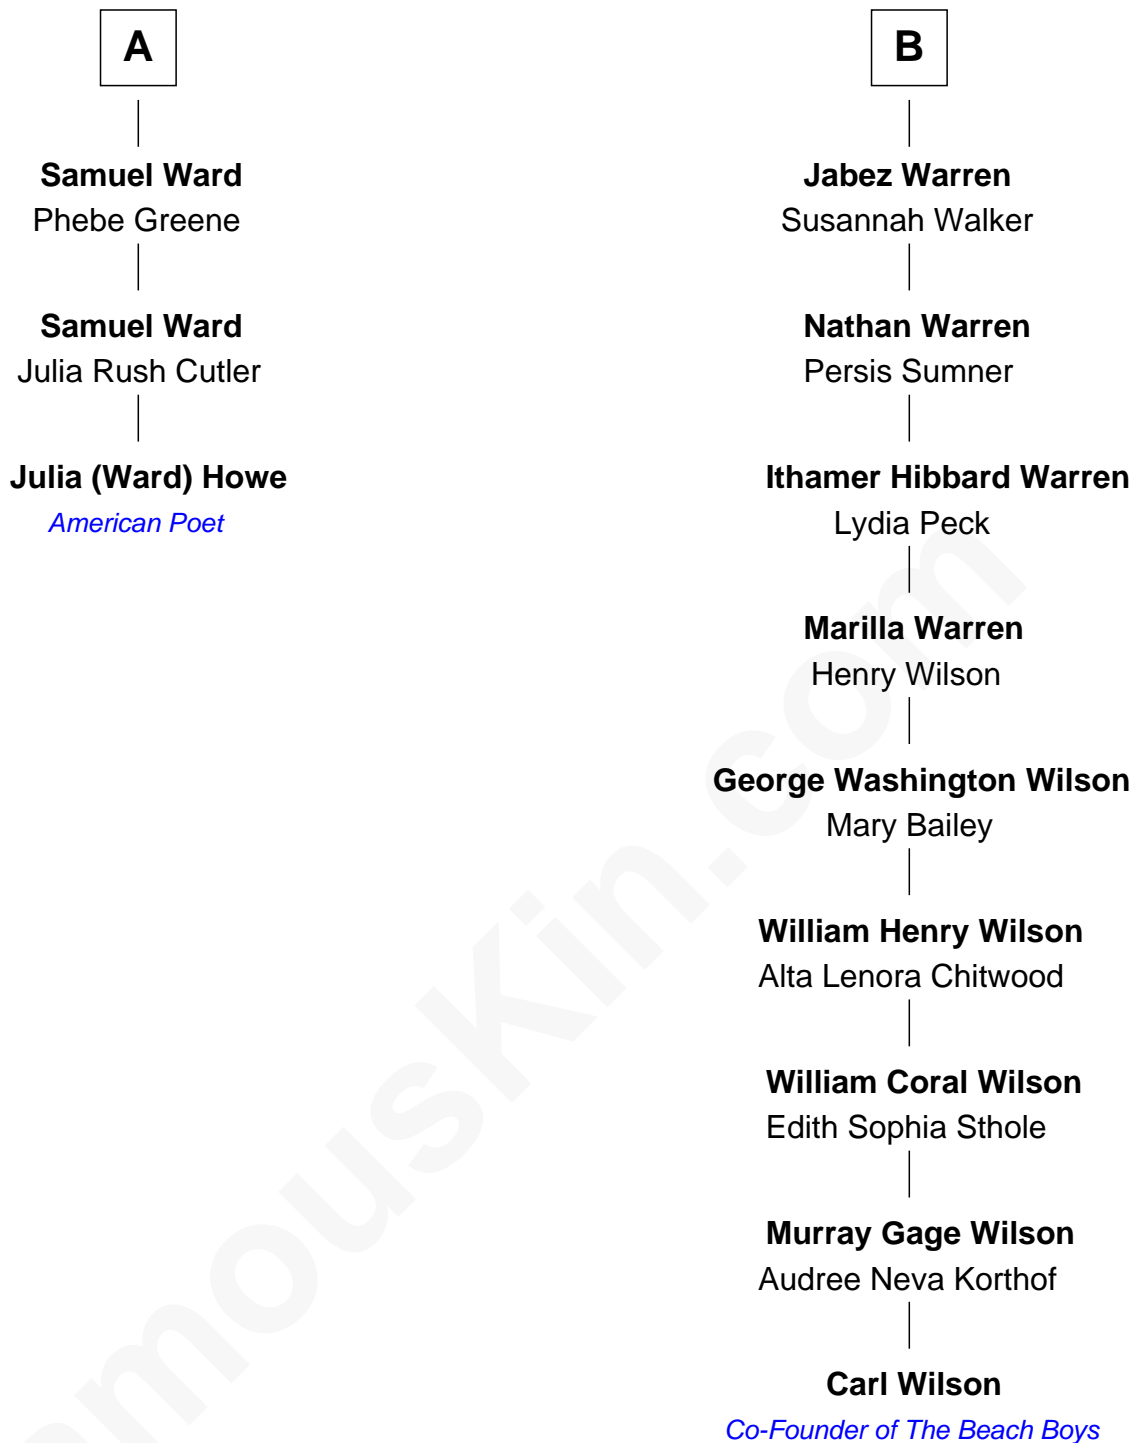 A
Samuel Ward
Phebe Greene
Samuel Ward
Julia Rush Cutler
Julia (Ward) Howe
American Poet
B
Jabez Warren
Susannah Walker
Nathan Warren
Persis Sumner
Ithamer Hibbard Warren
Lydia Peck
Marilla Warren
Henry Wilson
George Washington Wilson
Mary Bailey
William Henry Wilson
Alta Lenora Chitwood
William Coral Wilson
Edith Sophia Sthole
Murray Gage Wilson
Audree Neva Korthof
Carl Wilson
Co-Founder of The Beach Boys
amouskin.com